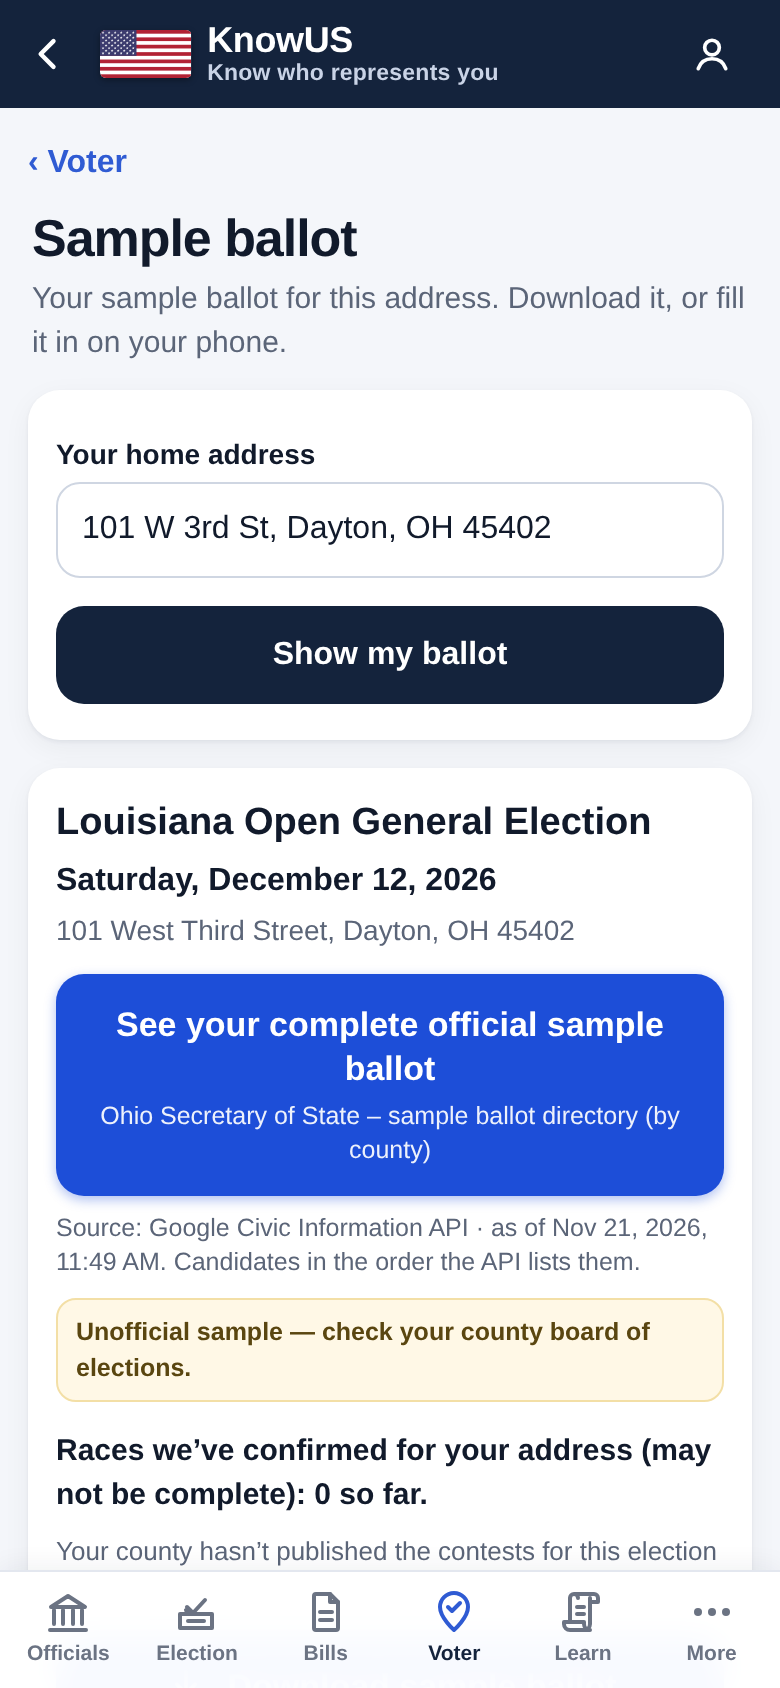 KnowUS
Know who represents you
‹ Voter
Sample ballot
Your sample ballot for this address. Download it, or fill
it in on your phone.
Your home address
101 W 3rd St, Dayton, OH 45402
Show my ballot
Louisiana Open General Election
Saturday, December 12, 2026
101 West Third Street, Dayton, OH 45402
See your complete official sample
ballot
Ohio Secretary of State – sample ballot directory (by
county)
Source: Google Civic Information API · as of Nov 21, 2026,
11:49 AM. Candidates in the order the API lists them.
Unofficial sample — check your county board of
elections.
Races we’ve confirmed for your address (may
not be complete): 0 so far.
Your county hasn’t published the contests for this election
Officials
Election
Bills
Voter
Learn
More